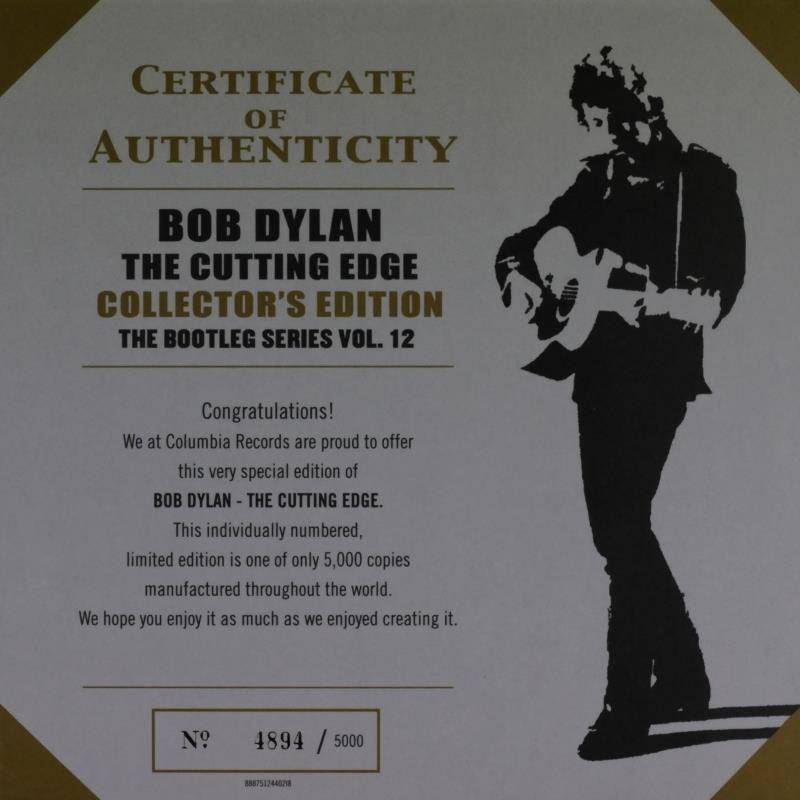 CERTIFICATE
OF
AUTHENTICITY
BOB DYLAN
THE CUTTING EDGE
COLLECTOR'S EDITION
THE BOOTLEG SERIES VOL. 12
Congratulations!
We at Columbia Records are proud to offer
this very special edition of
BOB DYLAN - THE CUTTING EDGE.
This individually numbered,
limited edition is one of only 5,000 copies
manufactured throughout the world.
We hope you enjoy it as much as we enjoyed creating it.
Nº 4894 / 5000
888751244028